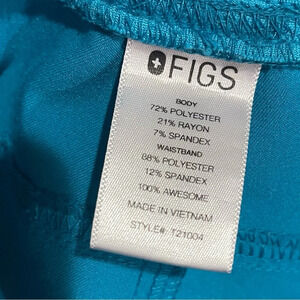 FIGS
BODY
72% POLYESTER
21% RAYON
7% SPANDEX
WAISTBAND
88% POLYESTER
12% SPANDEX
100% AWESOME
MADE IN VIETNAM
STYLE# T21004